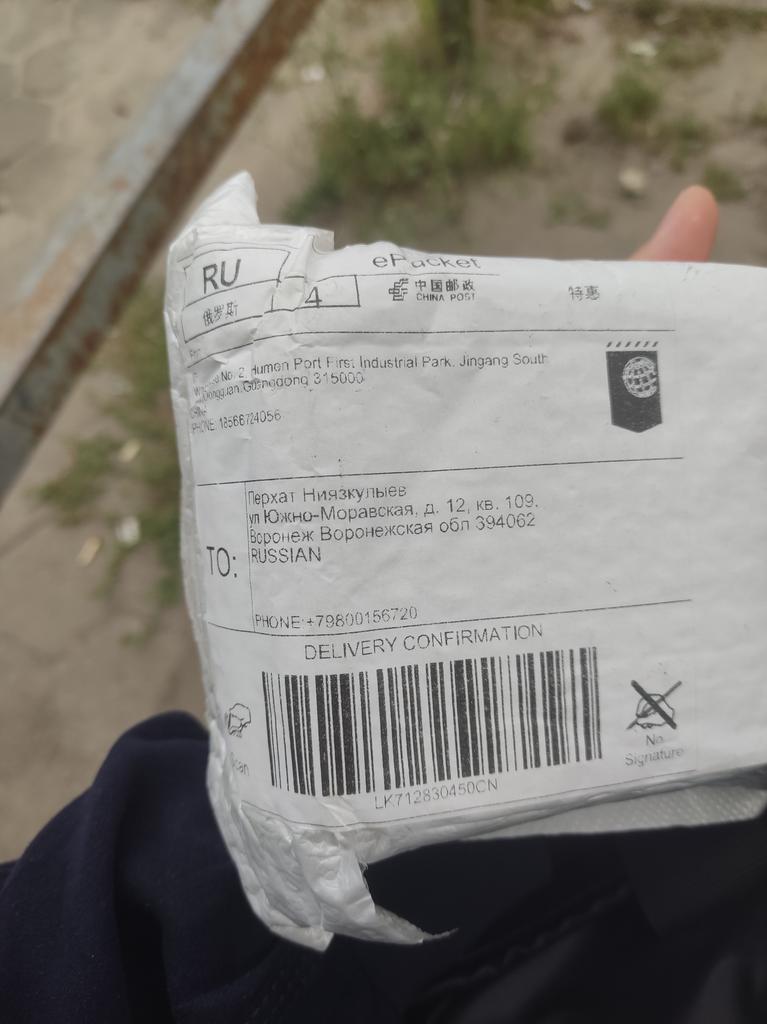 RU
俄罗斯
4
ePacket
中国邮政
CHINA POST
特惠
No. 2, Humen Port First Industrial Park, Jingang South
Dongguan Guangdong 315000
PHONE: 18566724056
TO:
Перхат Ниязкулыев
ул Южно-Моравская, д. 12, кв. 109.
Воронеж Воронежская обл 394062
RUSSIAN
PHONE:+79800156720
DELIVERY CONFIRMATION
LK712830450CN
No
Signature